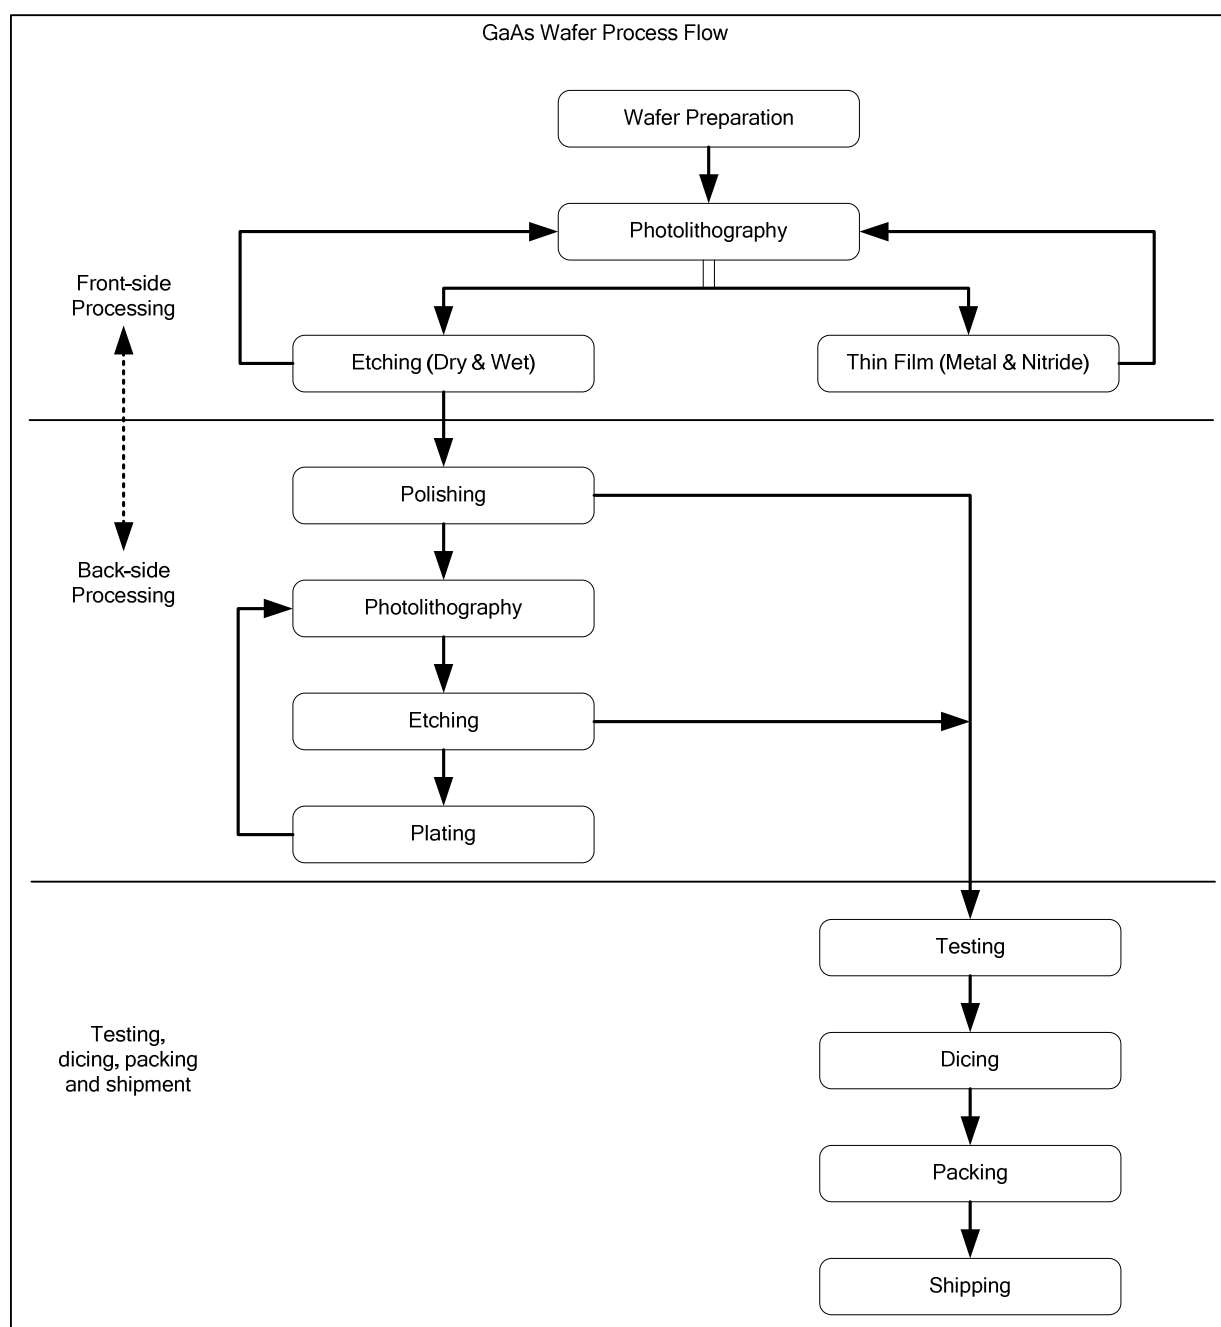 GaAs Wafer Process Flow
Wafer Preparation
Photolithography
Front-side
Processing
Etching (Dry & Wet)
Thin Film (Metal & Nitride)
Polishing
Back-side
Processing
Photolithography
Etching
Plating
Testing
Testing,
dicing, packing
and shipment
Dicing
Packing
Shipping